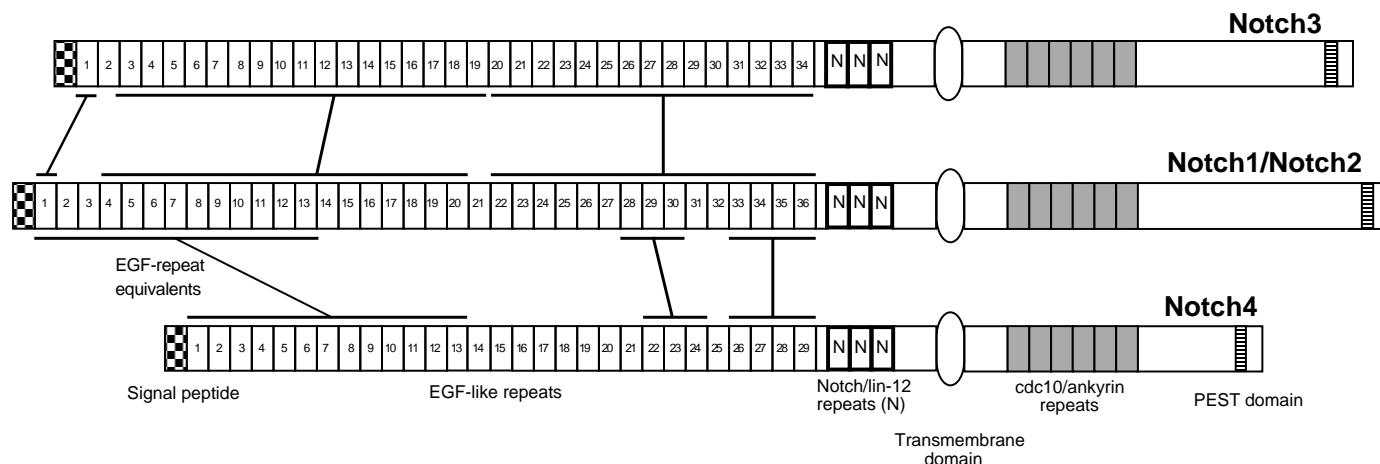 Notch3
1 2 3 4 5 6 7 8 9 10 11 12 13 14 15 16 17 18 19 20 21 22 23 24 25 26 27 28 29 30 31 32 33 34 N N N
Notch1/Notch2
1 2 3 4 5 6 7 8 9 10 11 12 13 14 15 16 17 18 19 20 21 22 23 24 25 26 27 28 29 30 31 32 33 34 35 36 N N N
EGF-repeat
equivalents
Notch4
1 2 3 4 5 6 7 8 9 10 11 12 13 14 15 16 17 18 19 20 21 22 23 24 25 26 27 28 29 N N N
Signal peptide
EGF-like repeats
Notch/lin-12
repeats (N)
cdc10/ankyrin
repeats
PEST domain
Transmembrane
domain